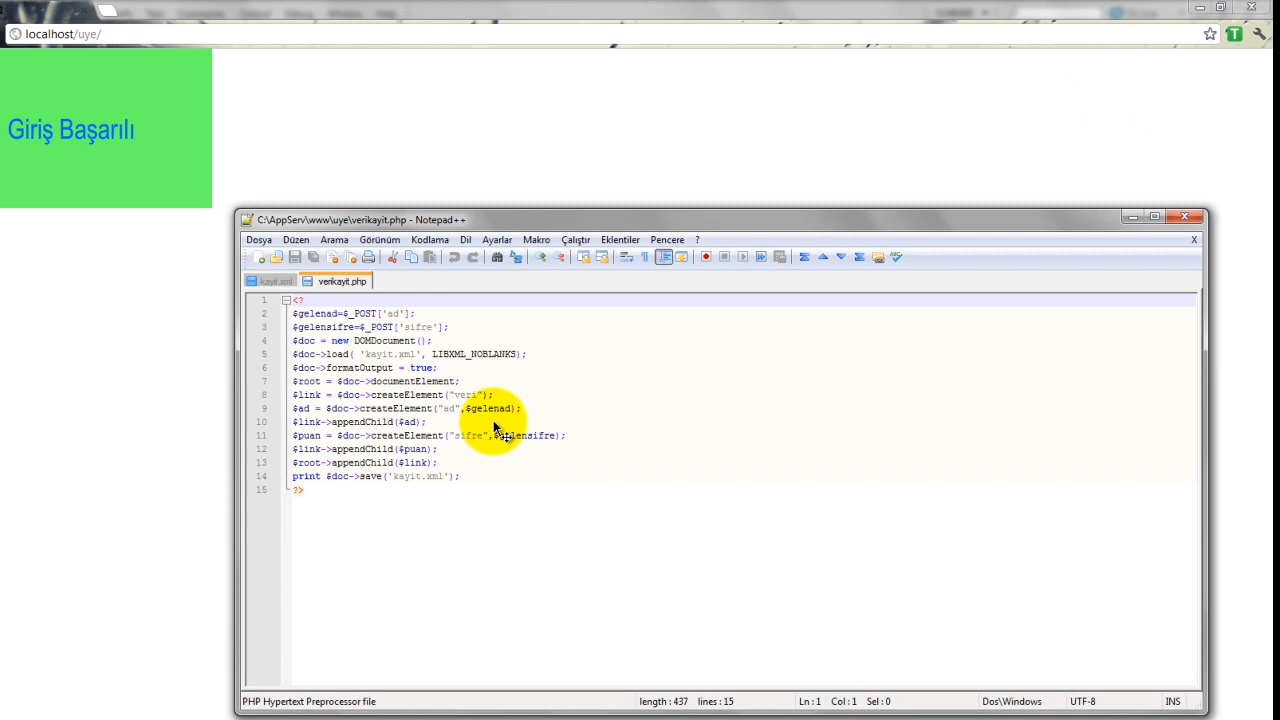 localhost/uye/
Giriş Başarılı
C:\AppServ\www\uye\verikayit.php - Notepad++
Dosya Düzen Arama Görünüm Kodlama Dil Ayarlar Makro Çalıştır Eklentiler Pencere ? X
kayit.xml verikayit.php
1 <?
2 $gelenad=$_POST['ad'];
3 $gelensifre=$_POST['sifre'];
4 $doc = new DOMDocument();
5 $doc->load( 'kayit.xml', LIBXML_NOBLANKS);
6 $doc->formatOutput = true;
7 $root = $doc->documentElement;
8 $link = $doc->createElement("veri");
9 $ad = $doc->createElement("ad",$gelenad);
10 $link->appendChild($ad);
11 $puan = $doc->createElement("sifre",$gelensifre);
12 $link->appendChild($puan);
13 $root->appendChild($link);
14 print $doc->save('kayit.xml');
15 ?>
PHP Hypertext Preprocessor file length : 437 lines : 15 Ln : 1 Col : 1 Sel : 0 Dos\Windows UTF-8 INS